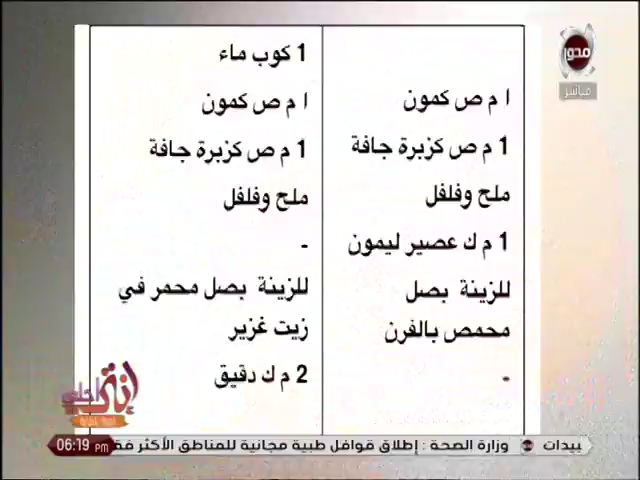 ا م ص كمون
1 م ص كزبرة جافة
ملح وفلفل
1 م ك عصير ليمون
للزينة بصل
محمص بالفرن
-
1 كوب ماء
ا م ص كمون
1 م ص كزبرة جافة
ملح وفلفل
-
للزينة بصل محمر في
زيت غزير
2 م ك دقيق
محور
مباشر
إنتي أحلى
بيدات وزارة الصحة : إطلاق قوافل طبية مجانية للمناطق الأكثر فق
06:19 PM